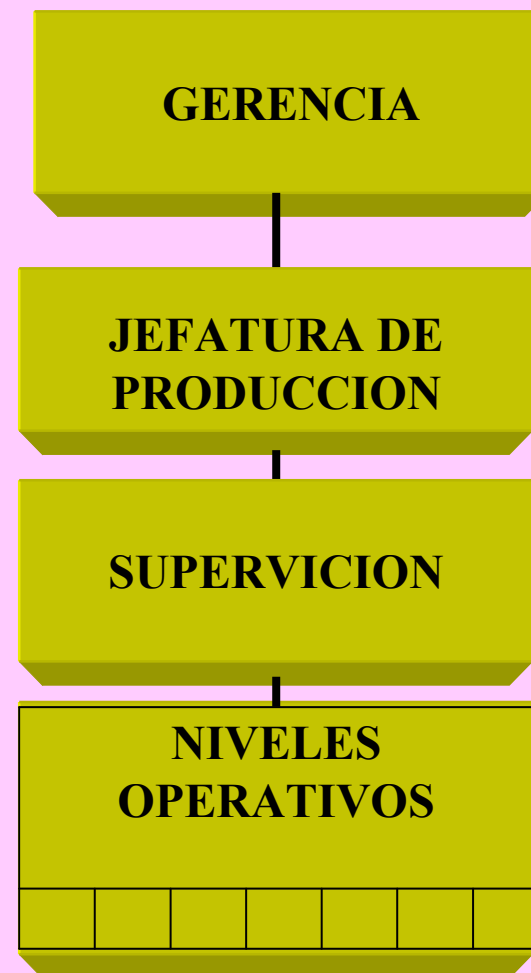 GERENCIA
JEFATURA DE
PRODUCCION
SUPERVICION
NIVELES
OPERATIVOS